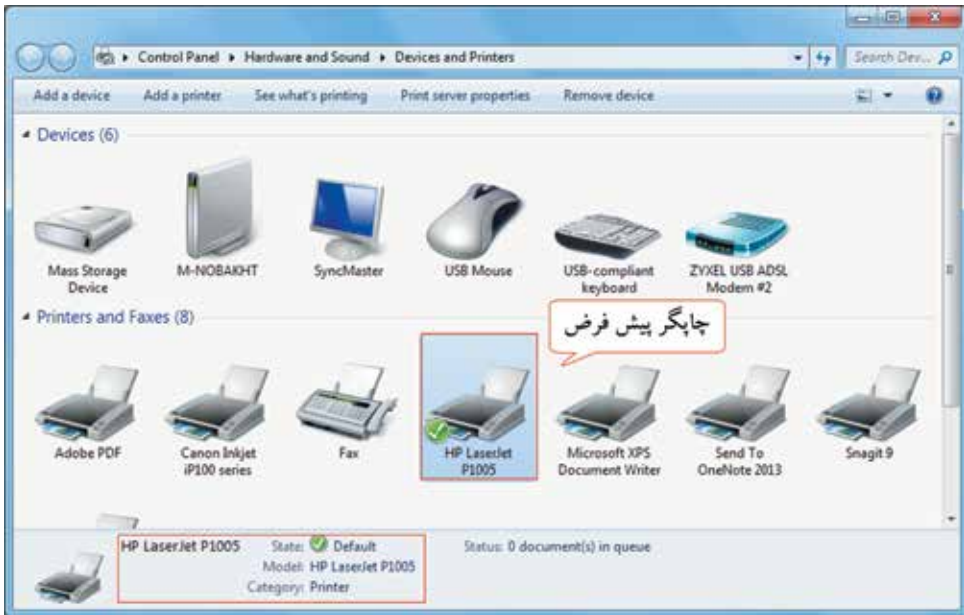 Control Panel Hardware and Sound Devices and Printers Search Dev...
Add a device Add a printer See what's printing Print server properties Remove device
Devices (6)
Mass Storage Device
M-NOBAKHT
SyncMaster
USB Mouse
USB-compliant keyboard
ZYXEL USB ADSL Modem #2
Printers and Faxes (8)
چاپگر پیش فرض
Adobe PDF
Canon Inkjet iP100 series
Fax
HP LaserJet P1005
Microsoft XPS Document Writer
Send To OneNote 2013
Snagit 9
HP LaserJet P1005 State: Default Status: 0 document(s) in queue
Model: HP LaserJet P1005
Category: Printer